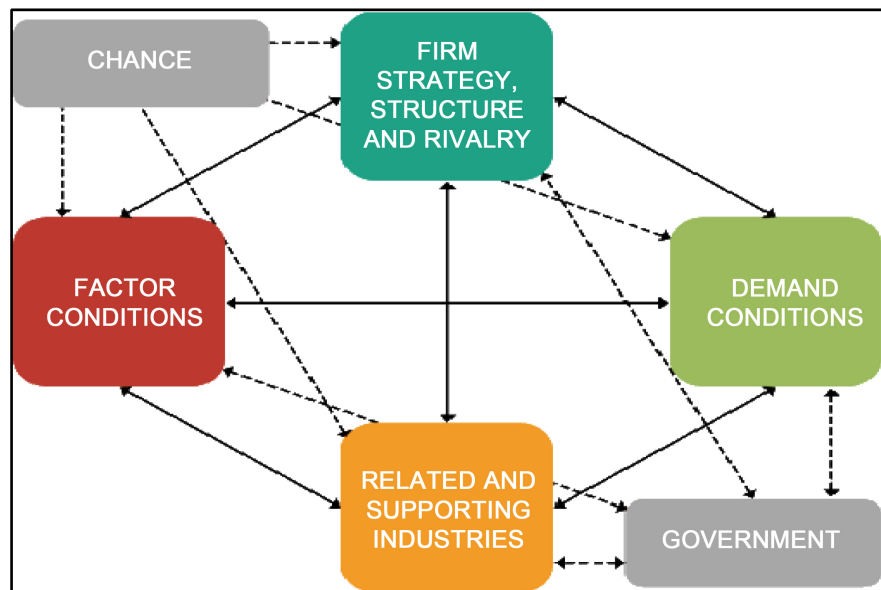 CHANCE
FIRM
STRATEGY,
STRUCTURE
AND RIVALRY
FACTOR
CONDITIONS
DEMAND
CONDITIONS
RELATED AND
SUPPORTING
INDUSTRIES
GOVERNMENT